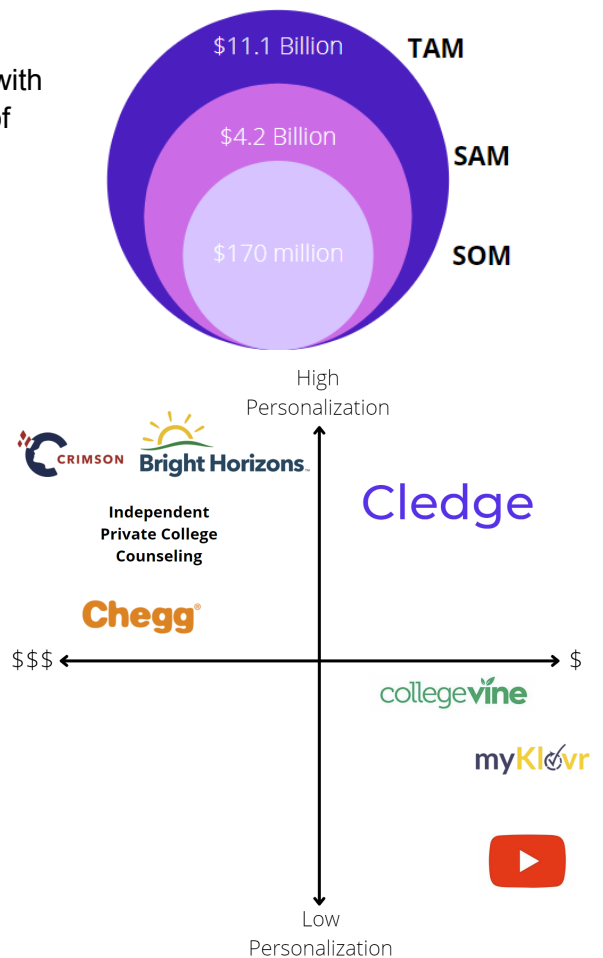 $11.1 Billion
TAM
with
of
$4.2 Billion
SAM
$170 million
SOM
High
Personalization
CRIMSON
Bright Horizons™
Cledge
Independent
Private College
Counseling
Chegg®
$$$
$
collegevine
myKlovr
Low
Personalization